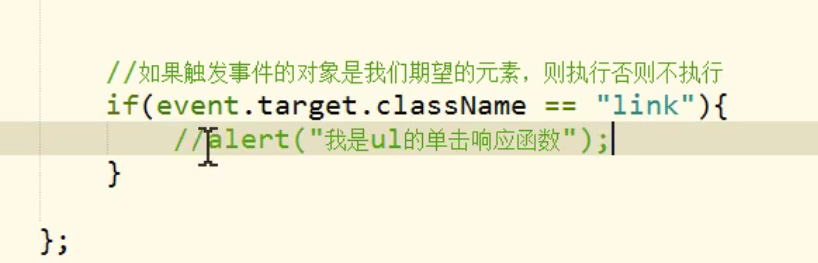 //如果触发事件的对象是我们期望的元素，则执行否则不执行
if(event.target.className == "link"){
//alert("我是ul的单击响应函数");
}
};